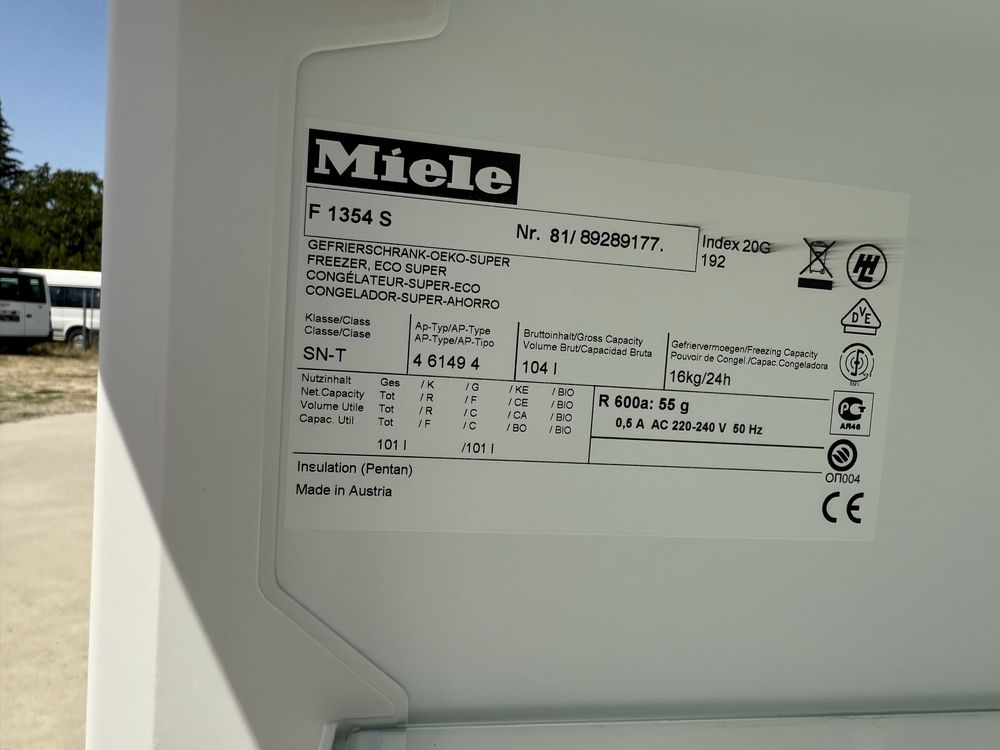 Miele
F 1354 S
Nr. 81/ 89289177.
Index 20G
192
GEFRIERSCHRANK-OEKO-SUPER
FREEZER, ECO SUPER
CONGÉLATEUR-SUPER-ECO
CONGELADOR-SUPER-AHORRO
Klasse/Class
Classe/Clase
SN-T
Ap-Typ/AP-Type
AP-Type/AP-Tipo
4 6149 4
Bruttoinhalt/Gross Capacity
Volume Brut/Capacidad Bruta
104 l
Gefriervermoegen/Freezing Capacity
Pouvoir de Congel./Capac.Congeladora
16kg/24h
Nutzinhalt Ges /K /G /KE /BIO
Net.Capacity Tot /R /F /CE /BIO
Volume Utile Tot /R /C /CA /BIO
Capac. Util Tot /F /C /BO /BIO
101 l /101 l
R 600a: 55 g
0,5 A AC 220-240 V 50 Hz
Insulation (Pentan)
Made in Austria
DVE
АЯ46
ОП004
CE